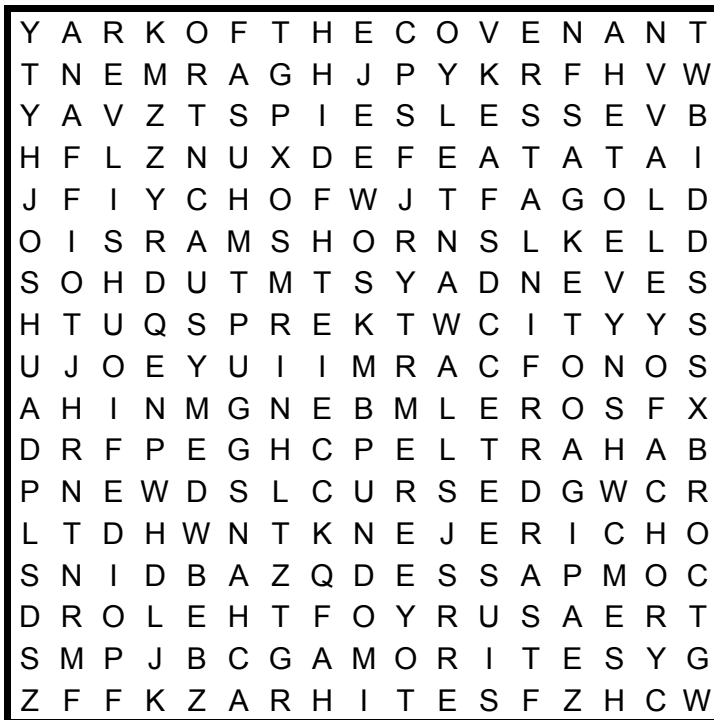 Y A R K O F T H E C O V E N A N T
T N E M R A G H J P Y K R F H V W
Y A V Z T S P I E S L E S S E V B
H F L Z N U X D E F E A T A T A I
J F I Y C H O F W J T F A G O L D
O I S R A M S H O R N S L K E L D
S O H D U T M T S Y A D N E V E S
H T U Q S P R E K T W C I T Y Y S
U J O E Y U I I M R A C F O N O S
A H I N M G N E B M L E R O S F X
D R F P E G H C P E L T R A H A B
P N E W D S L C U R S E D G W C R
L T D H W N T K N E J E R I C H O
S N I D B A Z Q D E S S A P M O C
D R O L E H T F O Y R U S A E R T
S M P J B C G A M O R I T E S Y G
Z F F K Z A R H I T E S F Z H C W